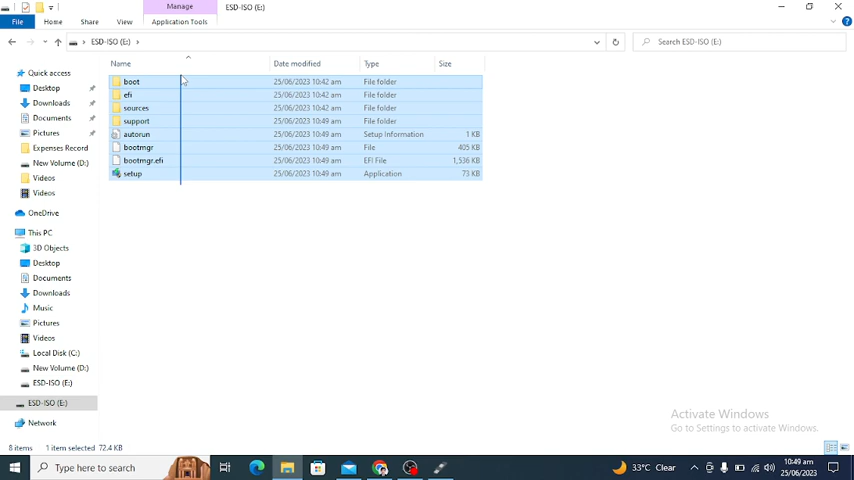 Manage
ESD-ISO (E:)
File
Home
Share
View
Application Tools
ESD-ISO (E:)
Search ESD-ISO (E:)
Name
Date modified
Type
Size
Quick access
Desktop
Downloads
Documents
Pictures
Expenses Record
New Volume (D:)
Videos
Videos
OneDrive
This PC
3D Objects
Desktop
Documents
Downloads
Music
Pictures
Videos
Local Disk (C:)
New Volume (D:)
ESD-ISO (E:)
ESD-ISO (E:)
Network
boot 25/06/2023 10:42 am File folder
efi 25/06/2023 10:42 am File folder
sources 25/06/2023 10:42 am File folder
support 25/06/2023 10:49 am File folder
autorun 25/06/2023 10:49 am Setup Information 1 KB
bootmgr 25/06/2023 10:49 am File 405 KB
bootmgr.efi 25/06/2023 10:49 am EFI File 1,536 KB
setup 25/06/2023 10:49 am Application 73 KB
Activate Windows
Go to Settings to activate Windows.
8 items 1 item selected 72.4 KB
Type here to search
33°C Clear
10:49 am
25/06/2023